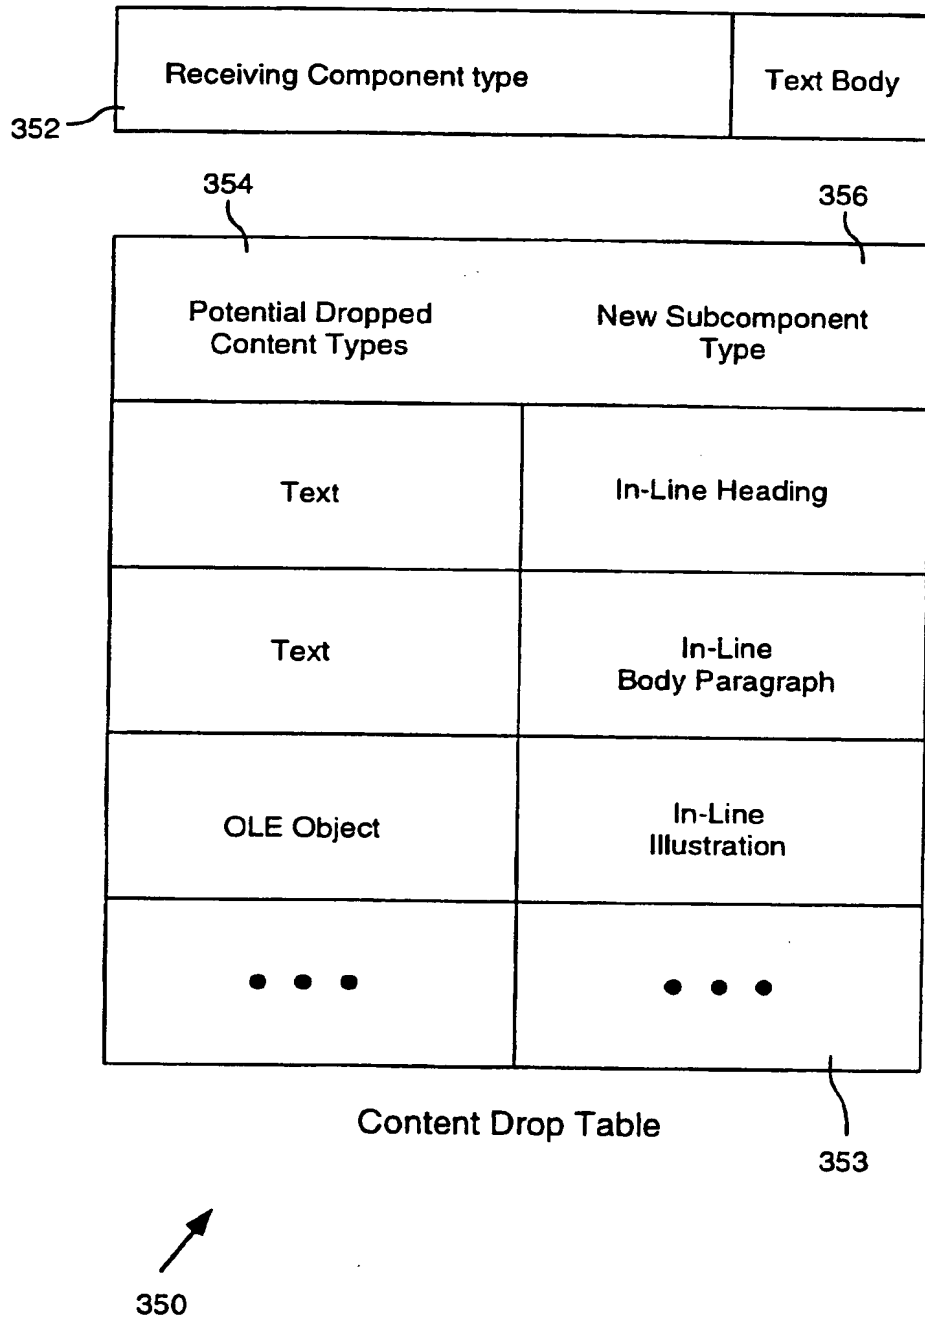 Receiving Component type
Text Body
352
354
356
Potential Dropped
Content Types
New Subcomponent
Type
Text
In-Line Heading
Text
In-Line
Body Paragraph
OLE Object
In-Line
Illustration
• • •
• • •
Content Drop Table
353
350